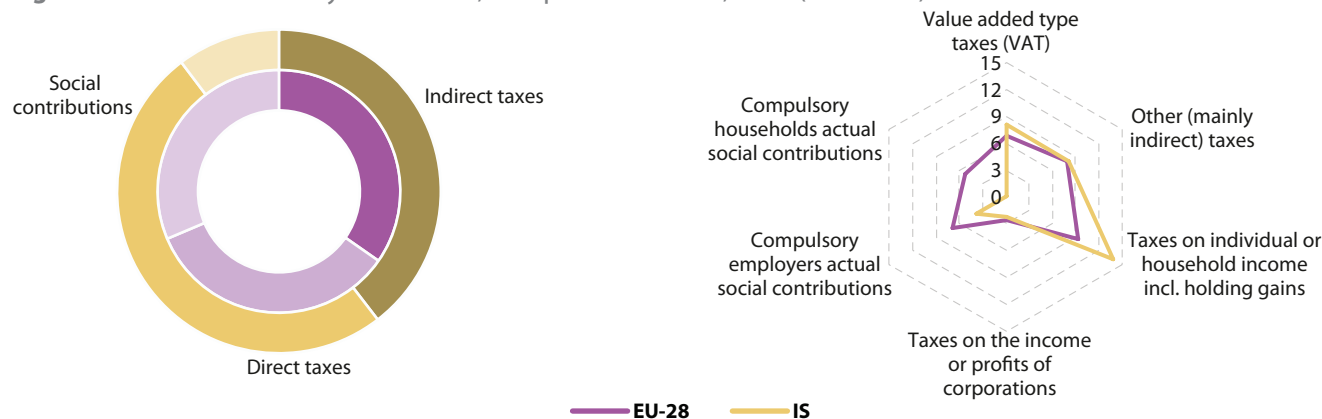 Social
contributions
Indirect taxes
Direct taxes
Value added type
taxes (VAT)
15
12
9
6
3
0
Compulsory
households actual
social contributions
Other (mainly
indirect) taxes
Compulsory
employers actual
social contributions
Taxes on individual or
household income
incl. holding gains
Taxes on the income
or profits of
corporations
EU-28
IS